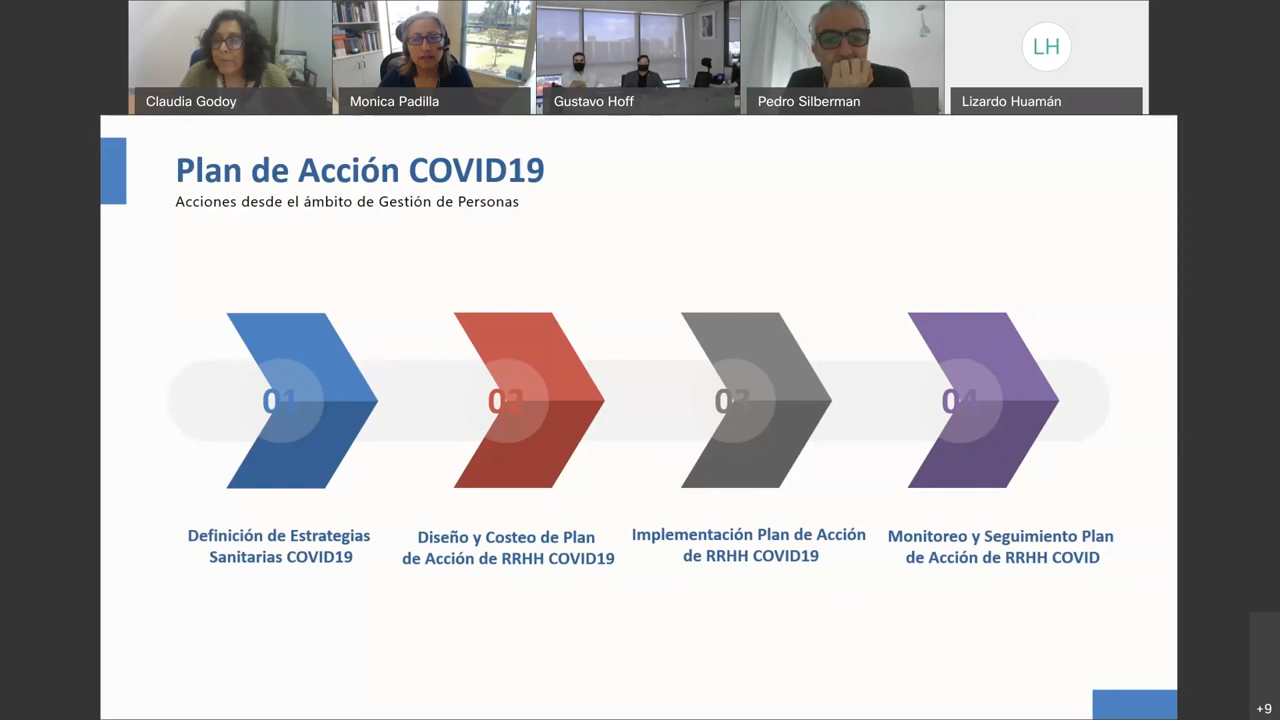 LH
Claudia Godoy
Monica Padilla
Gustavo Hoff
Pedro Silberman
Lizardo Huamán
Plan de Acción COVID19
Acciones desde el ámbito de Gestión de Personas
01
02
03
04
Definición de Estrategias
Sanitarias COVID19
Diseño y Costeo de Plan
de Acción de RRHH COVID19
Implementación Plan de Acción
de RRHH COVID19
Monitoreo y Seguimiento Plan
de Acción de RRHH COVID
+9